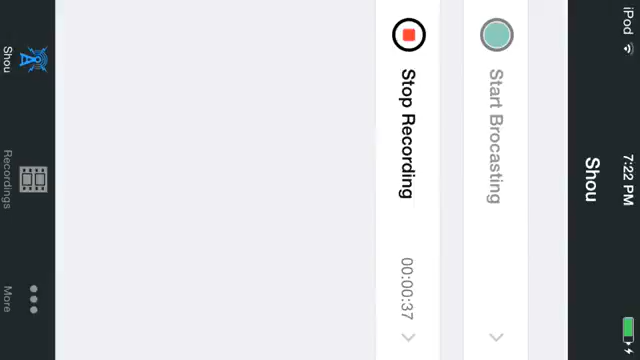 iPod 7:22 PM
Shou
Start Brocasting
Stop Recording 00:00:37
Shou Recordings More